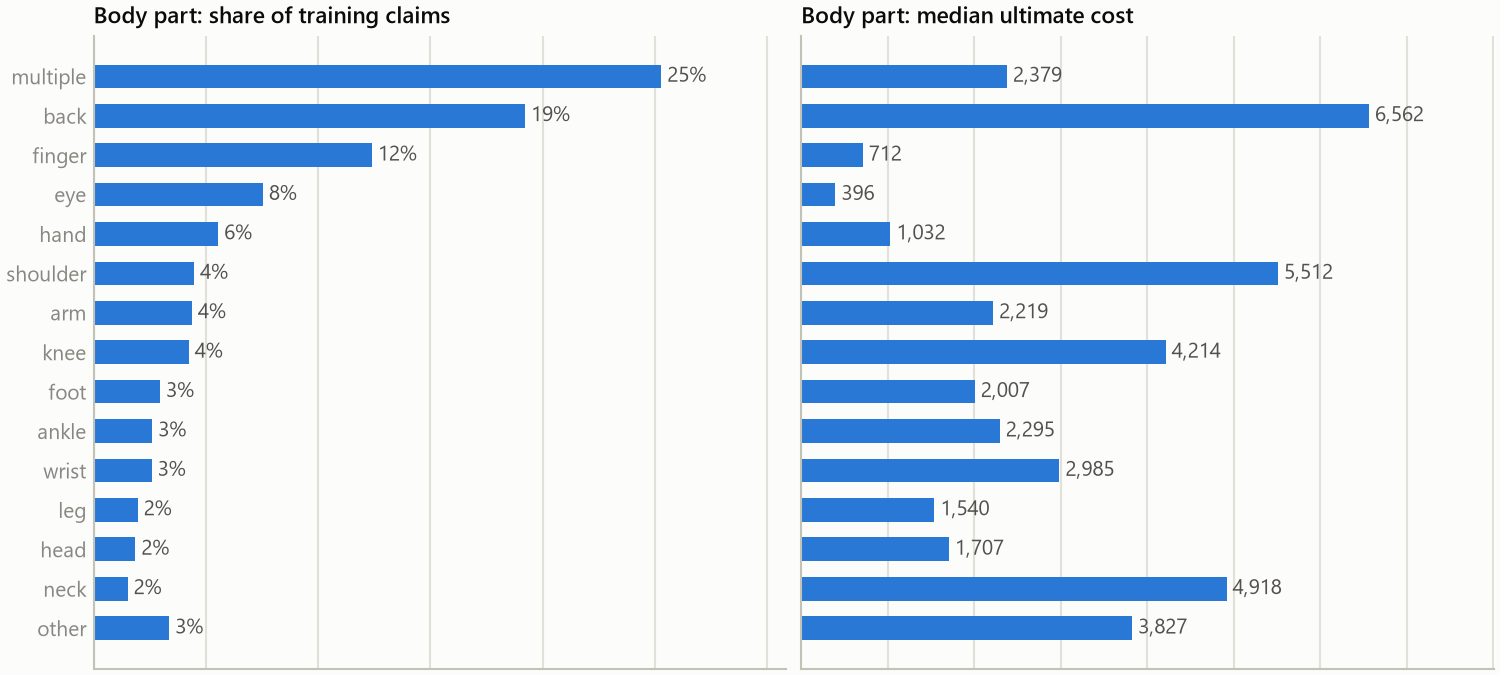 Body part: share of training claims
multiple 25%
back 19%
finger 12%
eye 8%
hand 6%
shoulder 4%
arm 4%
knee 4%
foot 3%
ankle 3%
wrist 3%
leg 2%
head 2%
neck 2%
other 3%
Body part: median ultimate cost
2,379
6,562
712
396
1,032
5,512
2,219
4,214
2,007
2,295
2,985
1,540
1,707
4,918
3,827